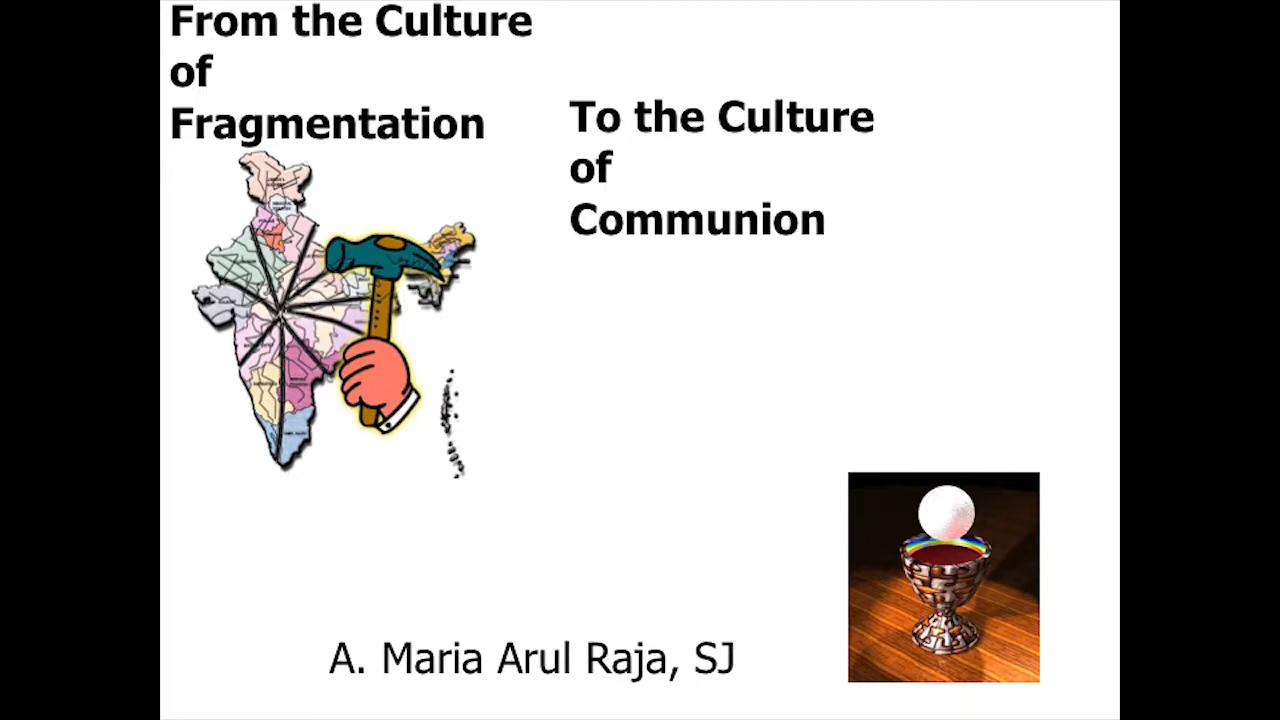 From the Culture
of
Fragmentation
To the Culture
of
Communion
A. Maria Arul Raja, SJ